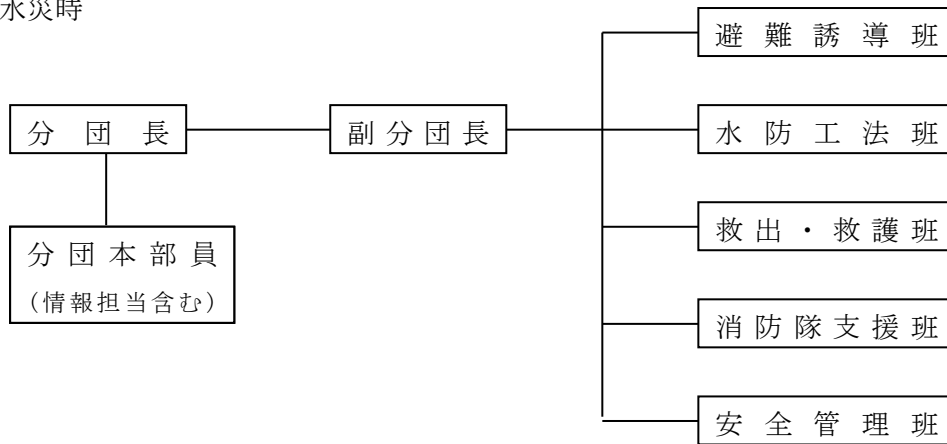 水災時
避難誘導班
分団長
副分団長
水防工法班
分団本部員
（情報担当含む）
救出・救護班
消防隊支援班
安全管理班